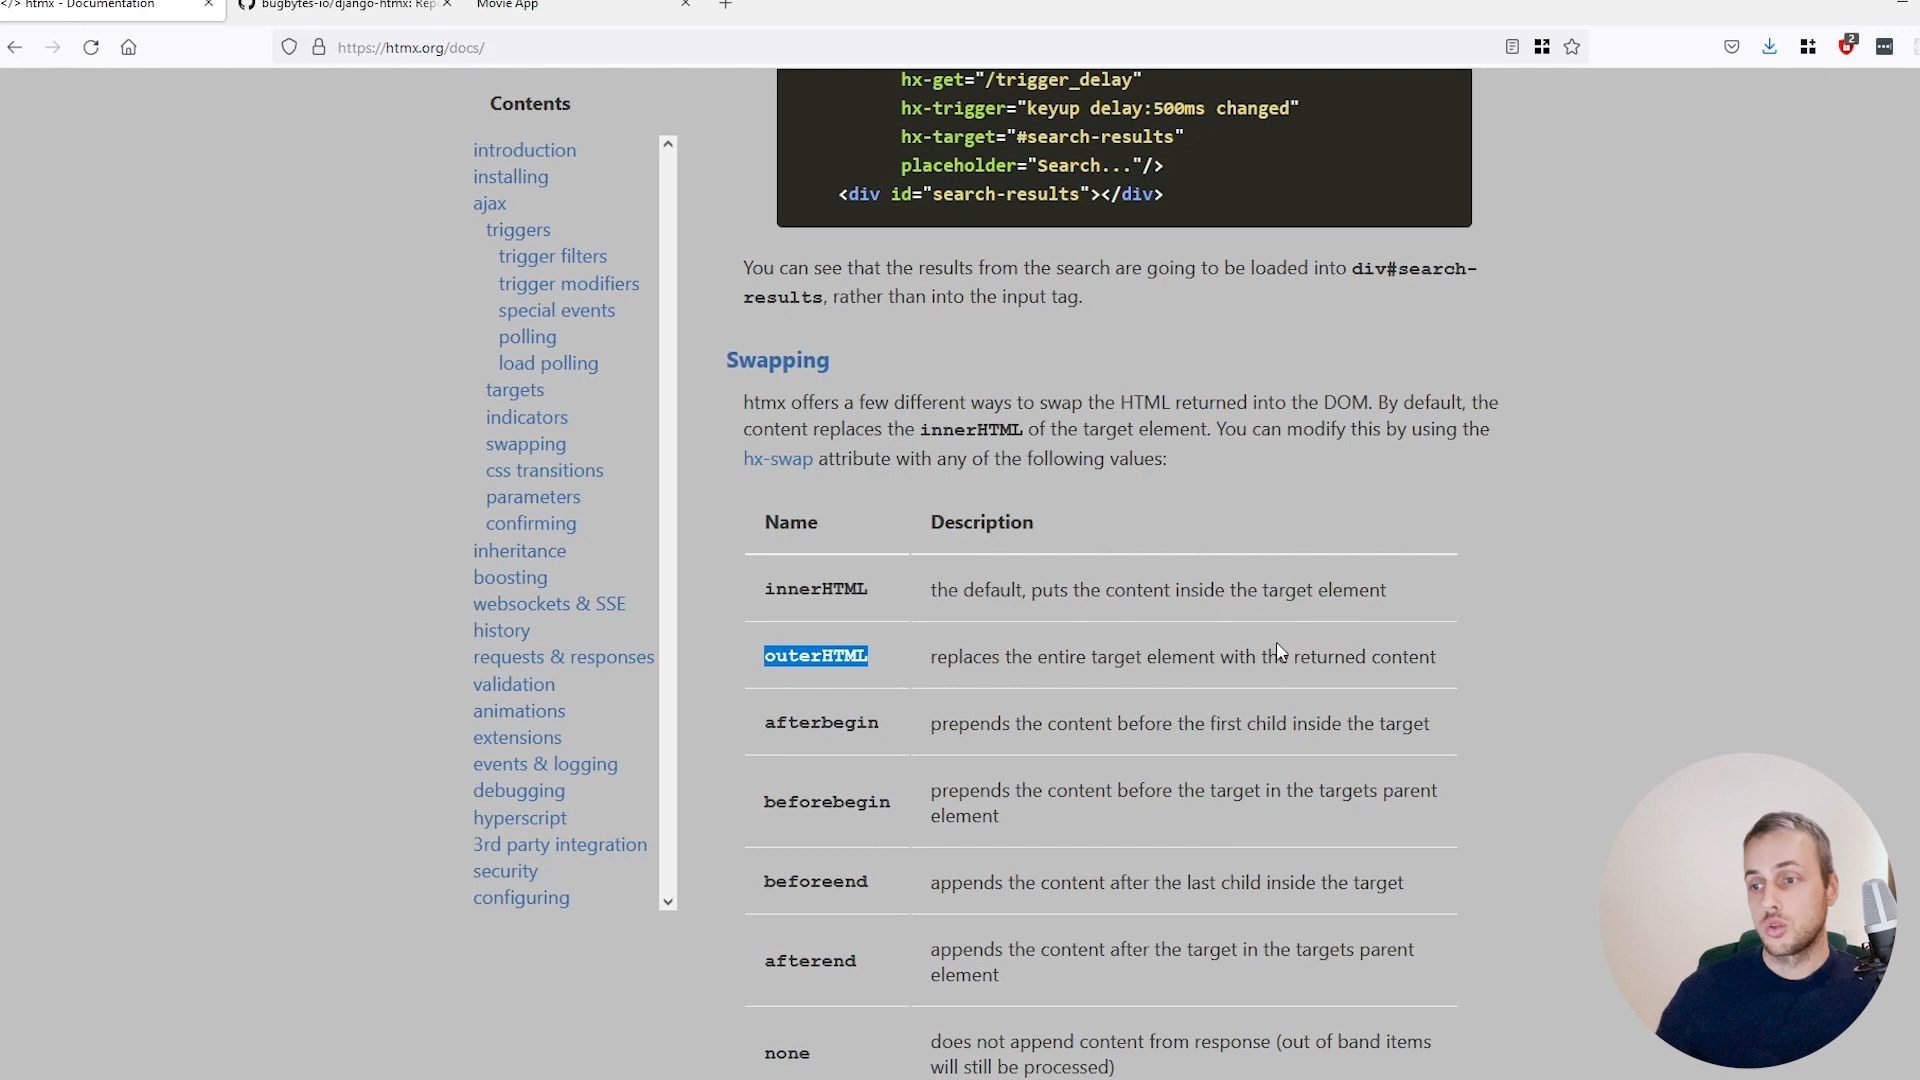 </> htmx - Documentation
bugbytes-io/django-htmx: Rep
Movie App
https://htmx.org/docs/
2
Contents
introduction
installing
ajax
triggers
trigger filters
trigger modifiers
special events
polling
load polling
targets
indicators
swapping
css transitions
parameters
confirming
inheritance
boosting
websockets & SSE
history
requests & responses
validation
animations
extensions
events & logging
debugging
hyperscript
3rd party integration
security
configuring
hx-get="/trigger_delay"
hx-trigger="keyup delay:500ms changed"
hx-target="#search-results"
placeholder="Search..."/>
<div id="search-results"></div>
You can see that the results from the search are going to be loaded into div#search-
results, rather than into the input tag.
Swapping
htmx offers a few different ways to swap the HTML returned into the DOM. By default, the
content replaces the innerHTML of the target element. You can modify this by using the
hx-swap attribute with any of the following values:
Name Description
innerHTML the default, puts the content inside the target element
outerHTML replaces the entire target element with the returned content
afterbegin prepends the content before the first child inside the target
beforebegin prepends the content before the target in the targets parent
element
beforeend appends the content after the last child inside the target
afterend appends the content after the target in the targets parent
element
none does not append content from response (out of band items
will still be processed)